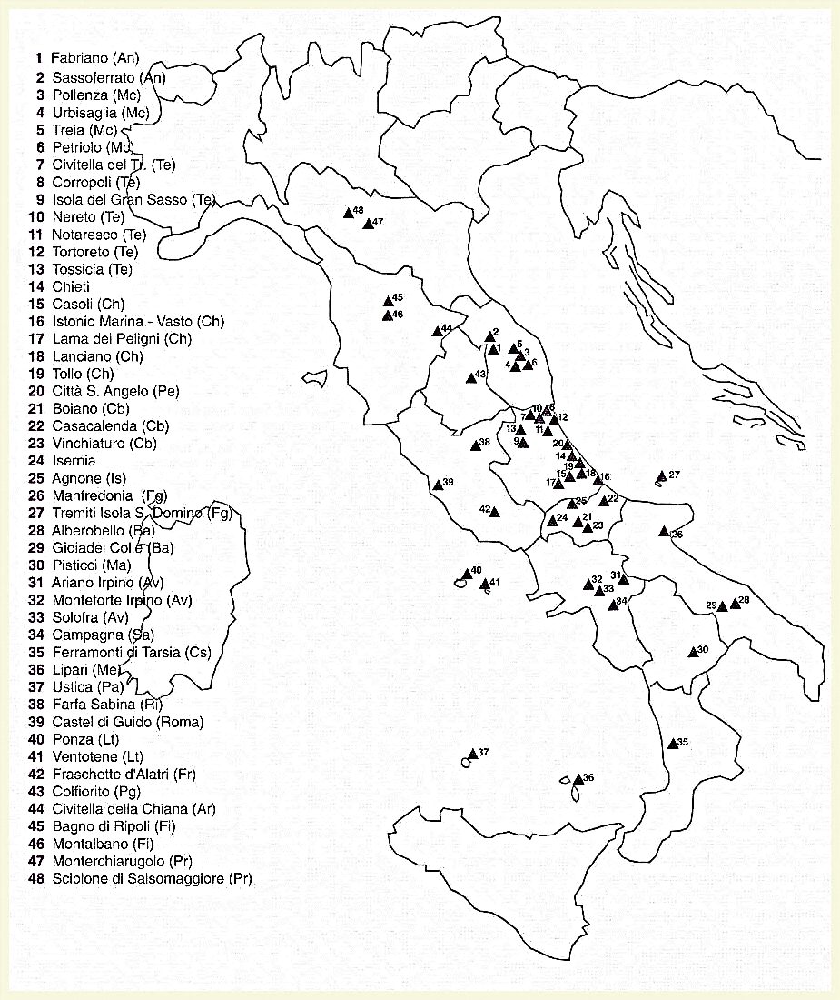 1 Fabriano (An)
2 Sassoferrato (An)
3 Pollenza (Mc)
4 Urbisaglia (Mc)
5 Treia (Mc)
6 Petriolo (Mc)
7 Civitella del Tr. (Te)
8 Corropoli (Te)
9 Isola del Gran Sasso (Te)
10 Nereto (Te)
11 Notaresco (Te)
12 Tortoreto (Te)
13 Tossicia (Te)
14 Chieti
15 Casoli (Ch)
16 Istonio Marina - Vasto (Ch)
17 Lama dei Peligni (Ch)
18 Lanciano (Ch)
19 Tollo (Ch)
20 Città S. Angelo (Pe)
21 Boiano (Cb)
22 Casacalenda (Cb)
23 Vinchiaturo (Cb)
24 Isernia
25 Agnone (Is)
26 Manfredonia (Fg)
27 Tremiti Isola S. Domino (Fg)
28 Alberobello (Ba)
29 Gioiadel Colle (Ba)
30 Pisticci (Ma)
31 Ariano Irpino (Av)
32 Monteforte Irpino (Av)
33 Solofra (Av)
34 Campagna (Sa)
35 Ferramonti di Tarsia (Cs)
36 Lipari (Me)
37 Ustica (Pa)
38 Farfa Sabina (Ri)
39 Castel di Guido (Roma)
40 Ponza (Lt)
41 Ventotene (Lt)
42 Fraschette d'Alatri (Fr)
43 Colfiorito (Pg)
44 Civitella della Chiana (Ar)
45 Bagno di Ripoli (Fi)
46 Montalbano (Fi)
47 Monterchiarugolo (Pr)
48 Scipione di Salsomaggiore (Pr)
48
47
45
46
44
2
1
5
3
4
6
43
10
8
7
12
13
11
9
38
20
14
19
15
18
16
17
27
39
25
22
42
24
21
23
26
40
41
32
31
33
34
29
28
30
35
37
36